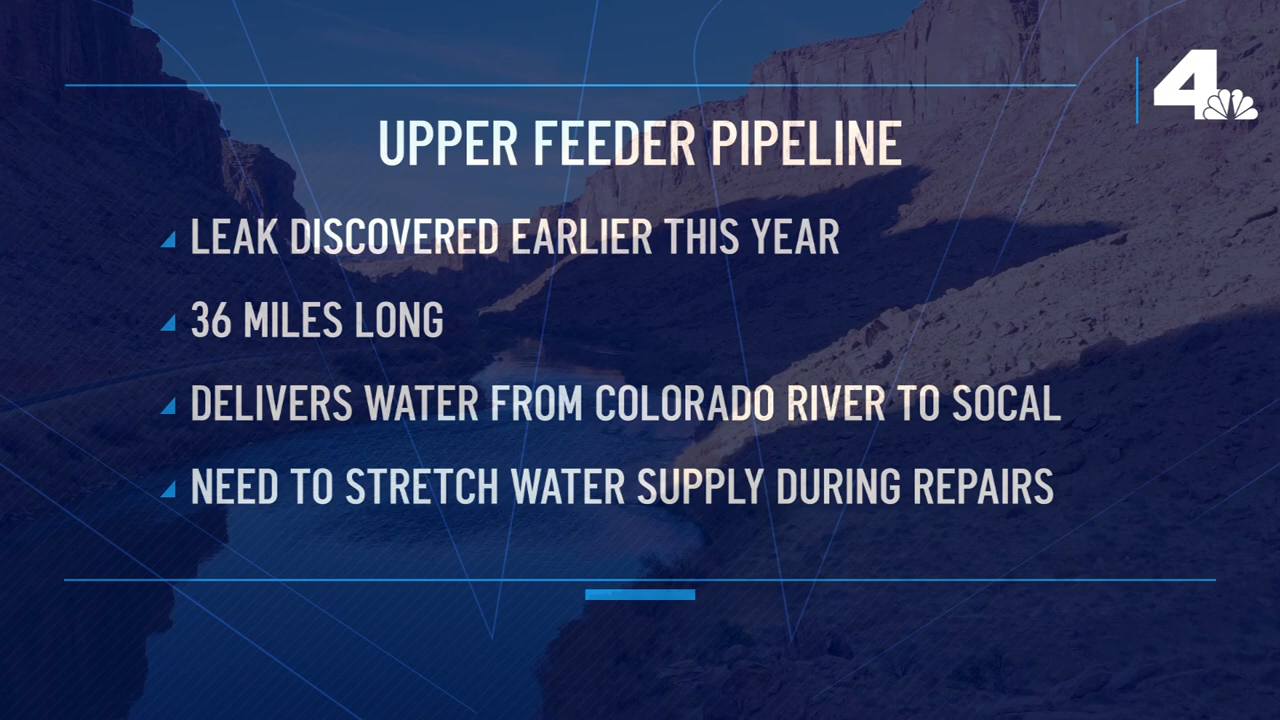 4
UPPER FEEDER PIPELINE
LEAK DISCOVERED EARLIER THIS YEAR
36 MILES LONG
DELIVERS WATER FROM COLORADO RIVER TO SOCAL
NEED TO STRETCH WATER SUPPLY DURING REPAIRS